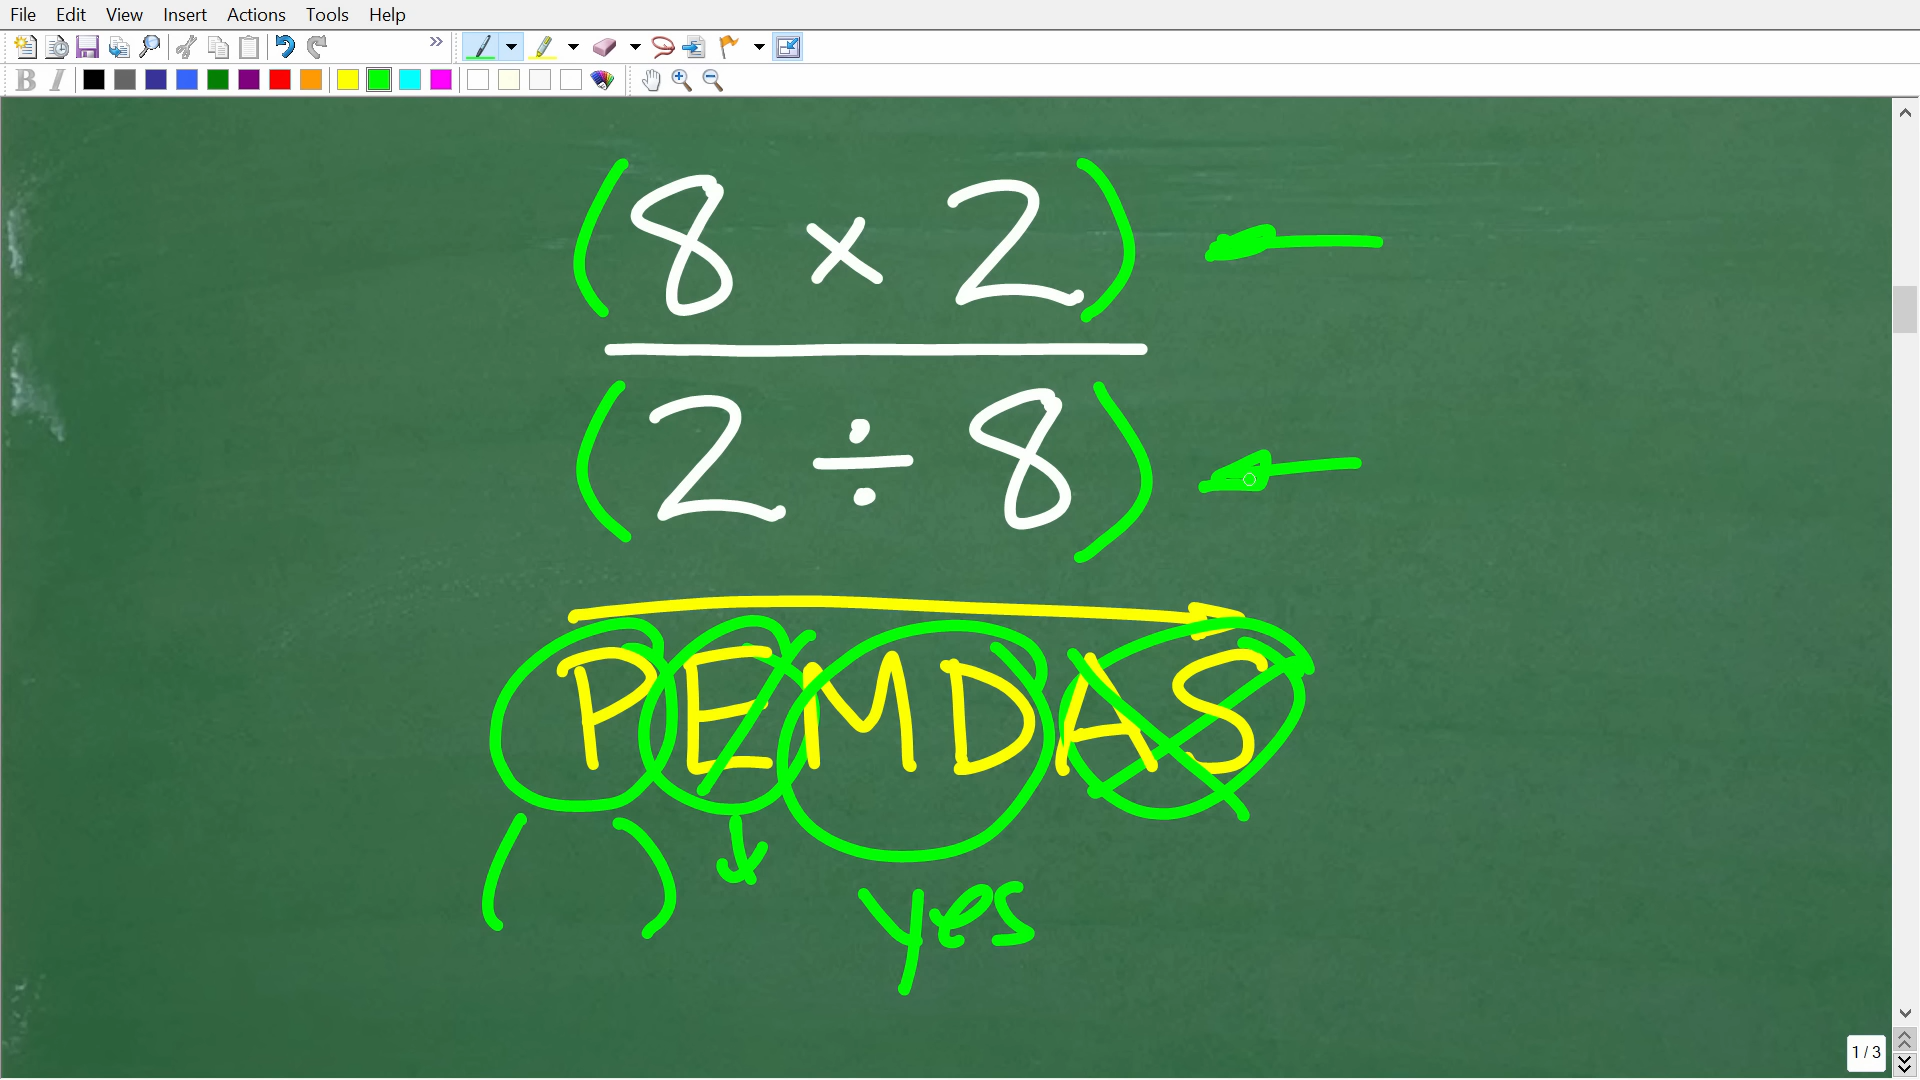 File Edit View Insert Actions Tools Help
B I
(8 × 2)
(2 ÷ 8)
PEMDAS
( )
yes
1 / 3